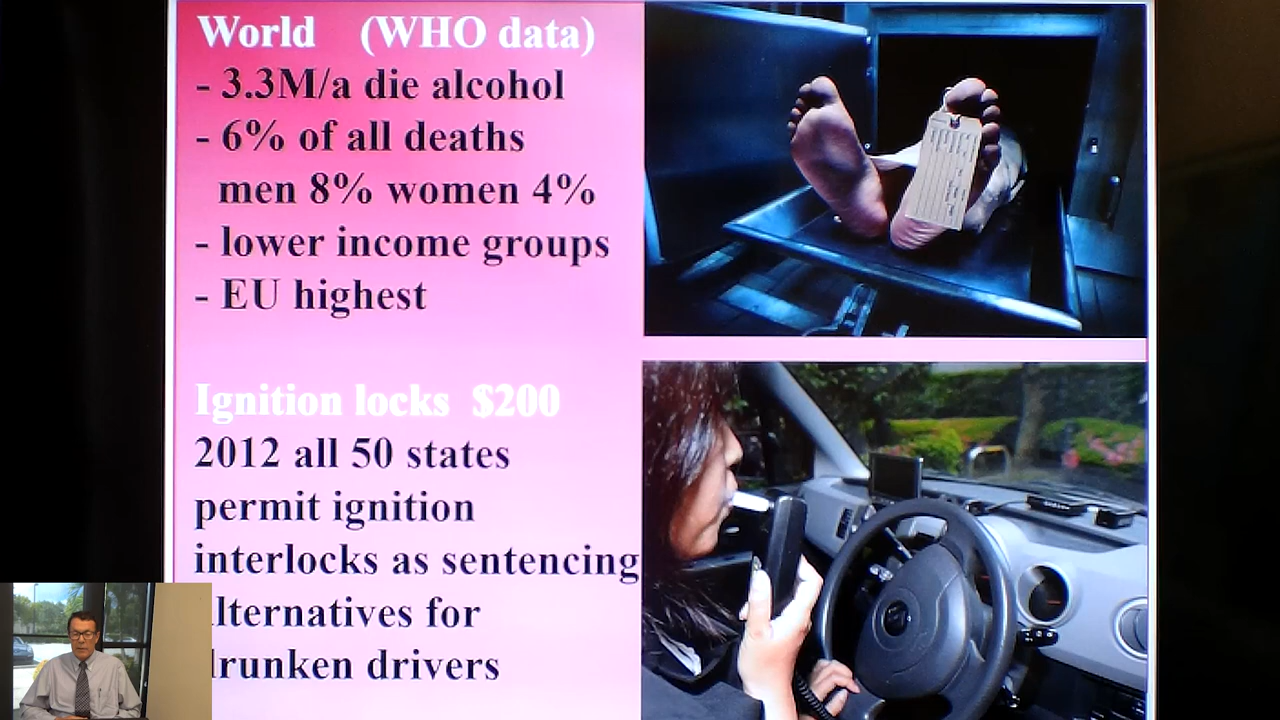 World (WHO data)
- 3.3M/a die alcohol
- 6% of all deaths
men 8% women 4%
- lower income groups
- EU highest
Ignition locks $200
2012 all 50 states
permit ignition
interlocks as sentencing
lternatives for
drunken drivers